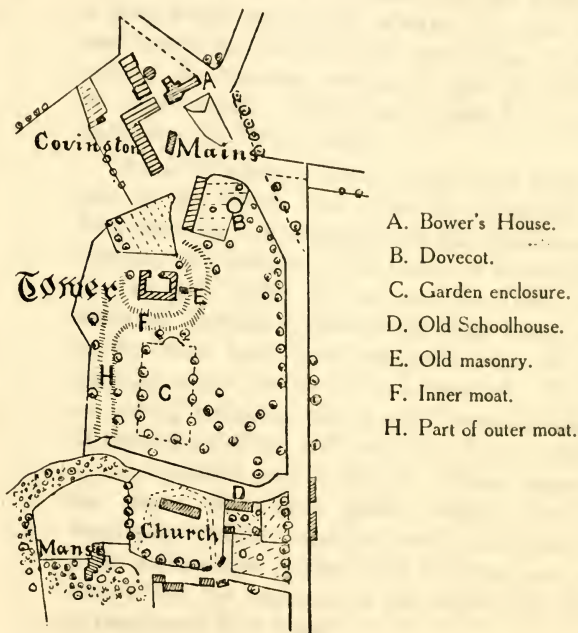 A
Covington Mains
B
Tower
E
F
H
C
D
Church
Manse
A. Bower's House.
B. Dovecot.
C. Garden enclosure.
D. Old Schoolhouse.
E. Old masonry.
F. Inner moat.
H. Part of outer moat.